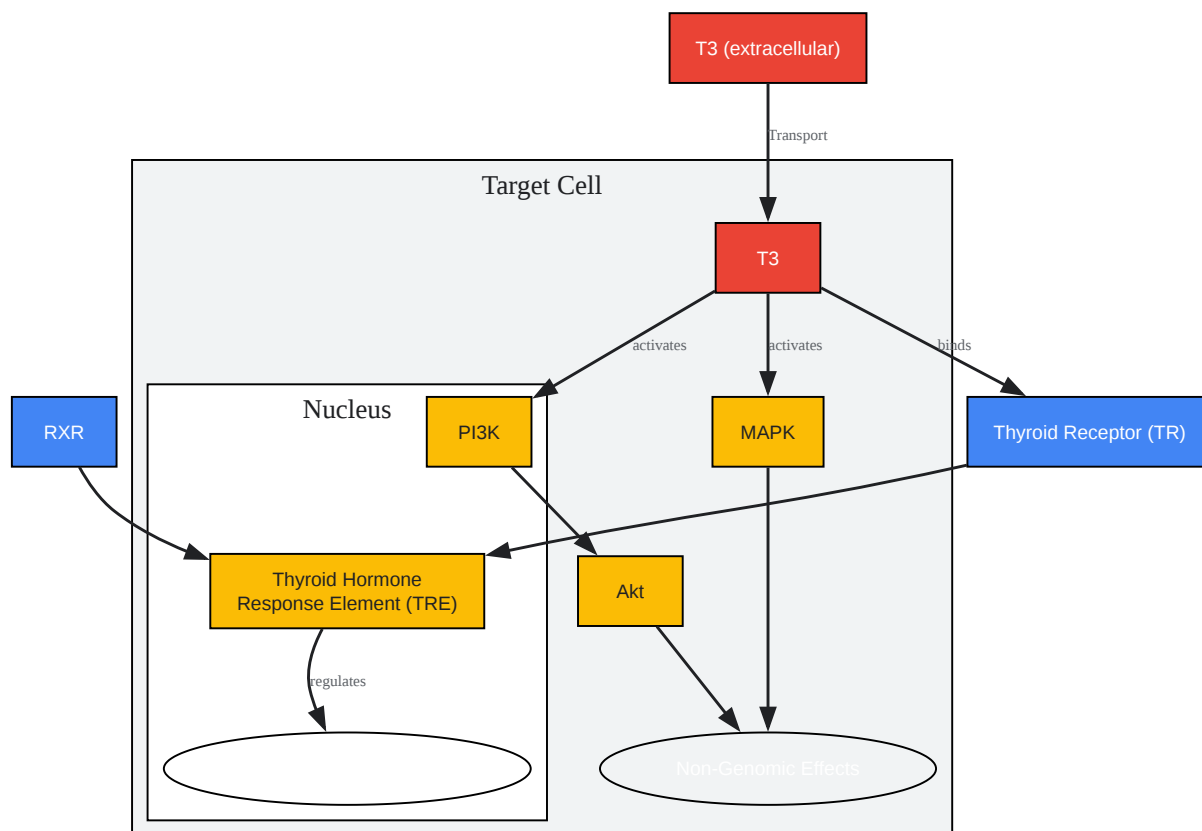 T3 (extracellular)
Transport
Target Cell
T3
activates
activates
binds
Nucleus
RXR
PI3K
MAPK
Thyroid Receptor (TR)
Thyroid Hormone
Response Element (TRE)
Akt
regulates
Non-Genomic Effects